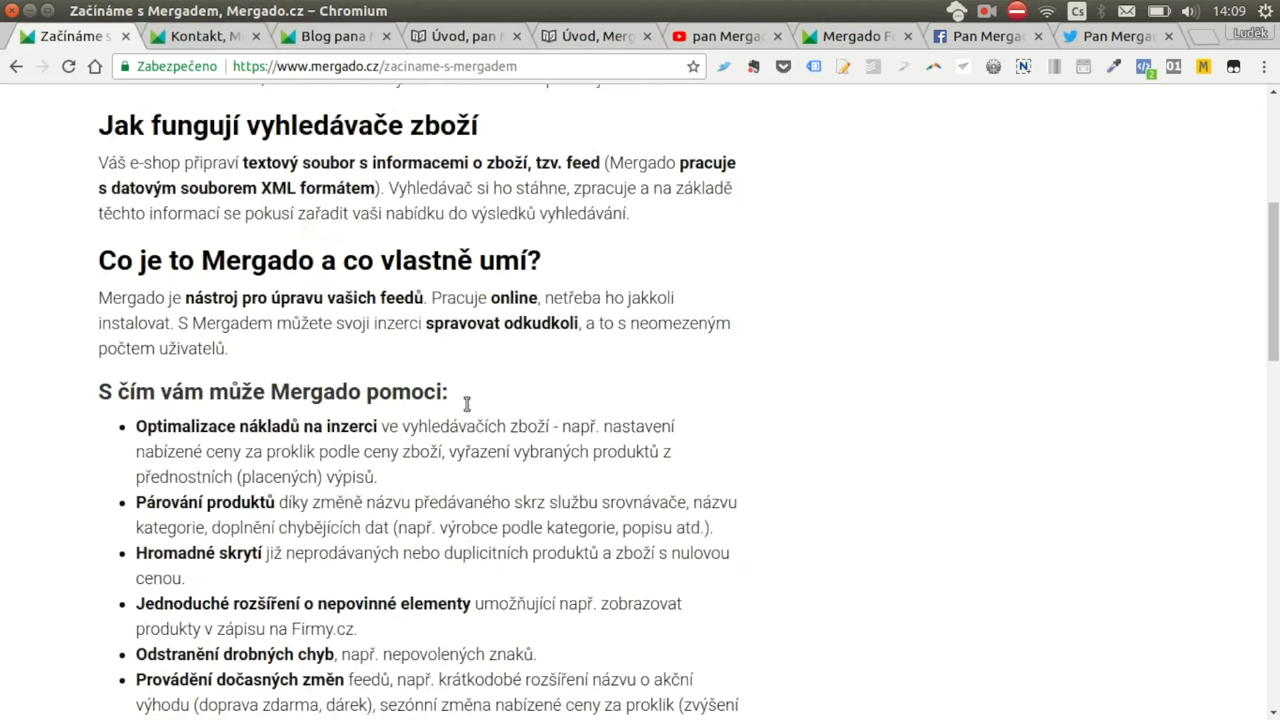 Začínáme s Mergadem, Mergado.cz – Chromium
Cs
14:09
Začínáme s
Kontakt, M
Blog pana M
Úvod, pan M
Úvod, Merg
pan Merga
Mergado F
Pan Merga
Pan Merga
Luděk
Zabezpečeno
https://www.mergado.cz/zaciname-s-mergadem
N
2
01
M
Jak fungují vyhledávače zboží
Váš e-shop připraví textový soubor s informacemi o zboží, tzv. feed (Mergado pracuje
s datovým souborem XML formátem). Vyhledávač si ho stáhne, zpracuje a na základě
těchto informací se pokusí zařadit vaši nabídku do výsledků vyhledávání.
Co je to Mergado a co vlastně umí?
Mergado je nástroj pro úpravu vašich feedů. Pracuje online, netřeba ho jakkoli
instalovat. S Mergadem můžete svoji inzerci spravovat odkudkoli, a to s neomezeným
počtem uživatelů.
S čím vám může Mergado pomoci:
Optimalizace nákladů na inzerci ve vyhledávačích zboží - např. nastavení
nabízené ceny za proklik podle ceny zboží, vyřazení vybraných produktů z
přednostních (placených) výpisů.
Párování produktů díky změně názvu předávaného skrz službu srovnávače, názvu
kategorie, doplnění chybějících dat (např. výrobce podle kategorie, popisu atd.).
Hromadné skrytí již neprodávaných nebo duplicitních produktů a zboží s nulovou
cenou.
Jednoduché rozšíření o nepovinné elementy umožňující např. zobrazovat
produkty v zápisu na Firmy.cz.
Odstranění drobných chyb, např. nepovolených znaků.
Provádění dočasných změn feedů, např. krátkodobé rozšíření názvu o akční
výhodu (doprava zdarma, dárek), sezónní změna nabízené ceny za proklik (zvýšení